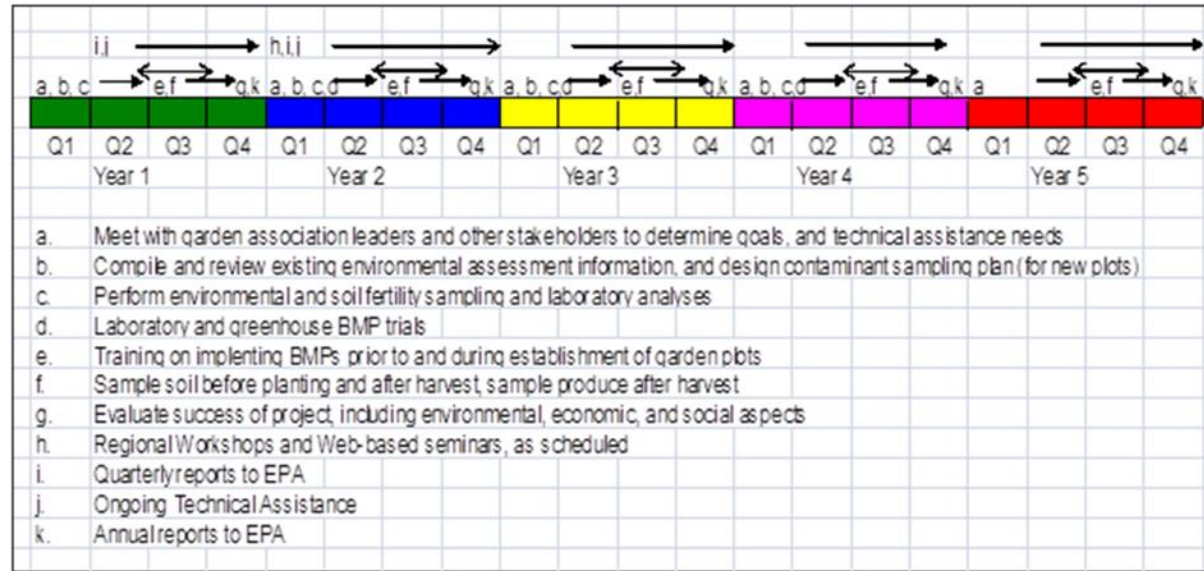 i,j h,i,j
a, b, c e,f g,k a, b, c,d e,f g,k a, b, c,d e,f g,k a, b, c,d e,f g,k a e,f g,k
Q1 Q2 Q3 Q4 Q1 Q2 Q3 Q4 Q1 Q2 Q3 Q4 Q1 Q2 Q3 Q4 Q1 Q2 Q3 Q4
Year 1 Year 2 Year 3 Year 4 Year 5
a. Meet with garden association leaders and other stakeholders to determine goals, and technical assistance needs
b. Compile and review existing environmental assessment information, and design contaminant sampling plan (for new plots)
c. Perform environmental and soil fertility sampling and laboratory analyses
d. Laboratory and greenhouse BMP trials
e. Training on implenting BMPs prior to and during establishment of garden plots
f. Sample soil before planting and after harvest, sample produce after harvest
g. Evaluate success of project, including environmental, economic, and social aspects
h. Regional Workshops and Web-based seminars, as scheduled
i. Quarterly reports to EPA
j. Ongoing Technical Assistance
k. Annual reports to EPA